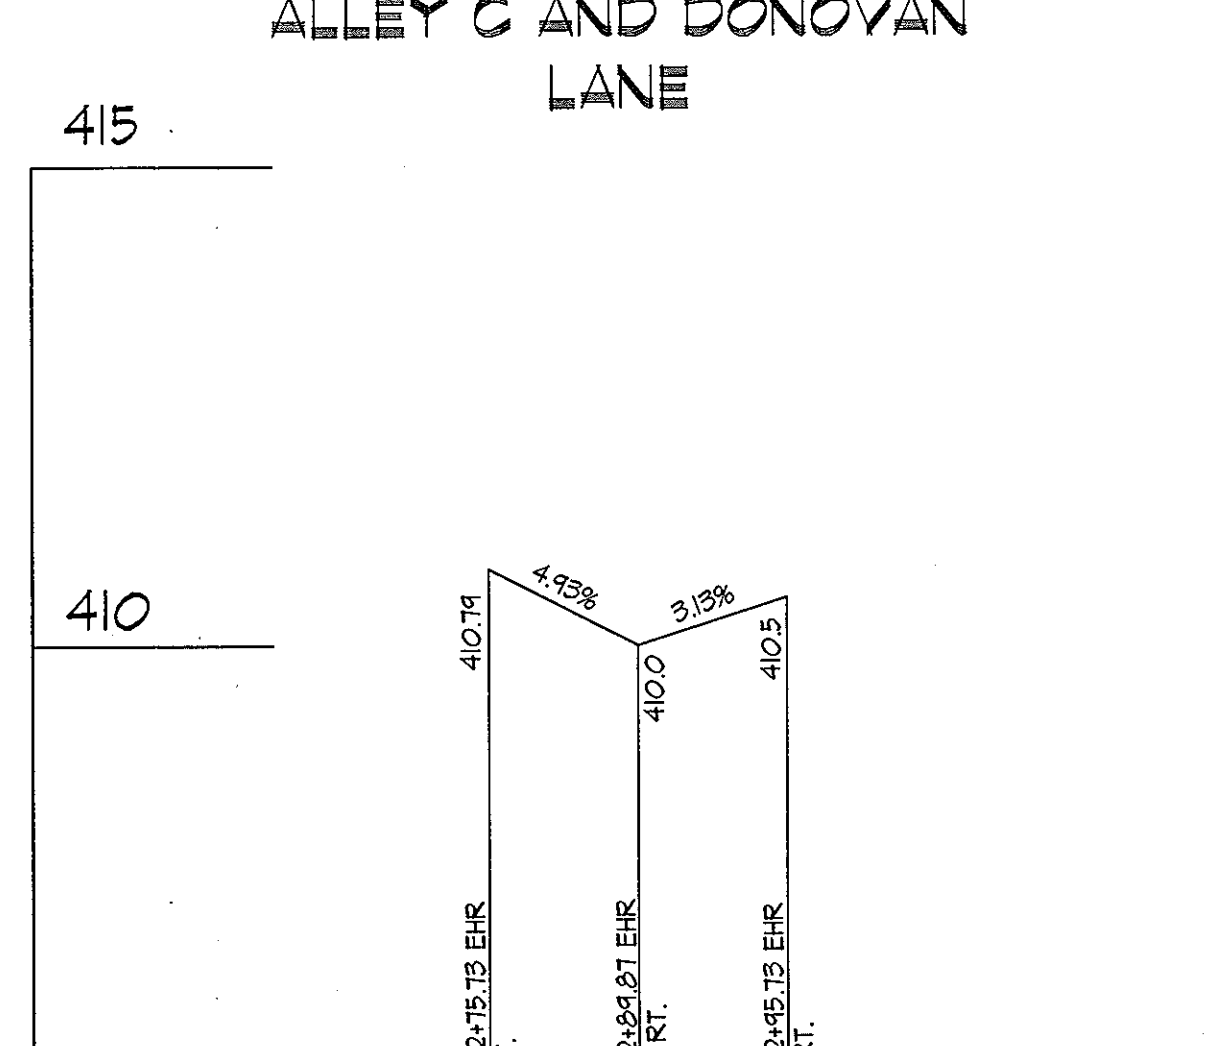 ALLEY C AND DONOVAN
LANE
415
410
4.93%
3.13%
410.79
410.0
410.5
2+75.73 EHR
2+89.87 EHR
RT.
2+95.73 EHR
RT.